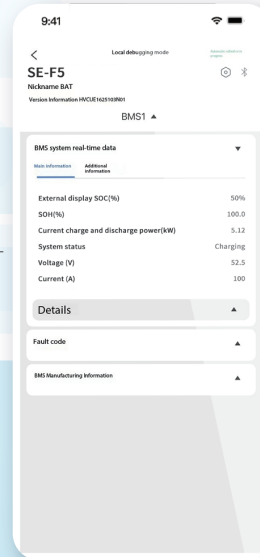 9:41
Local debugging mode
SE-F5
Nickname BAT
Version Information HVCUE1625103N01
BMS1 ▲
BMS system real-time data ▼
Main information Additional
information
External display SOC(%) 50%
SOH(%) 100.0
Current charge and discharge power(kW) 5.12
System status Charging
Voltage (V) 52.5
Current (A) 100
Details ▲
Fault code ▲
BMS Manufacturing Information ▲